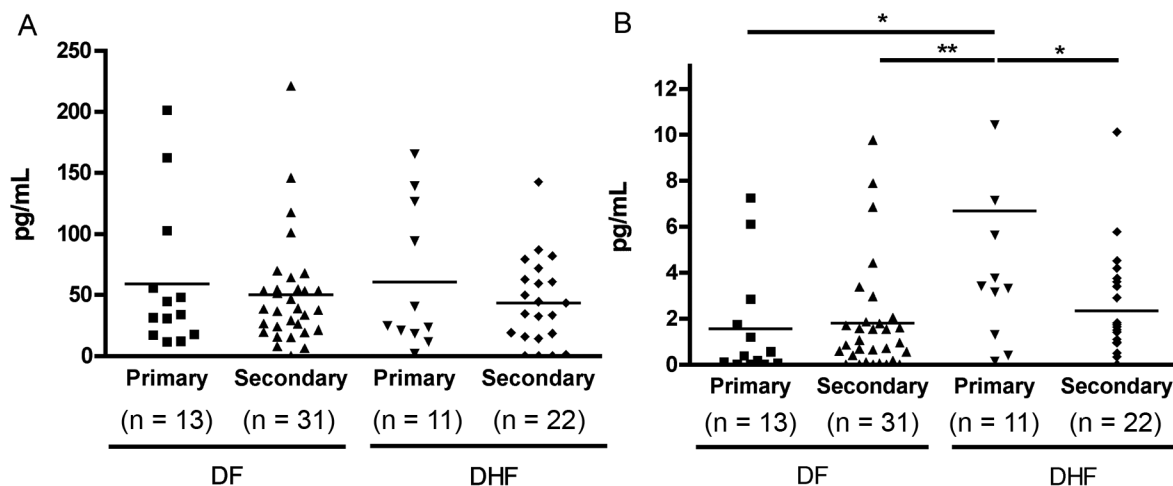 A
pg/mL
250
200
150
100
50
0
Primary Secondary Primary Secondary
(n = 13) (n = 31) (n = 11) (n = 22)
DF DHF
B
* 
** *
pg/mL
12
10
8
6
4
2
0
Primary Secondary Primary Secondary
(n = 13) (n = 31) (n = 11) (n = 22)
DF DHF